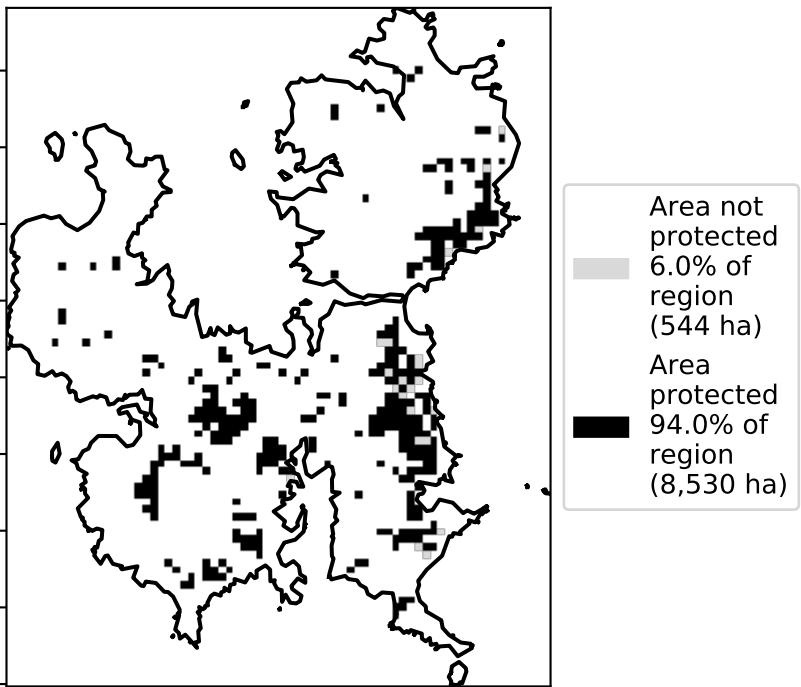 Area not
protected
6.0% of
region
(544 ha)
Area
protected
94.0% of
region
(8,530 ha)